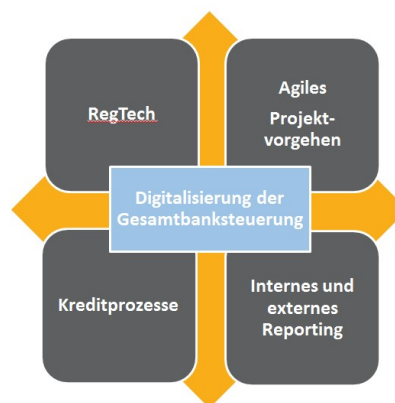 RegTech
Agiles
Projekt-
vorgehen
Digitalisierung der
Gesamtbanksteuerung
Kreditprozesse
Internes und
externes
Reporting